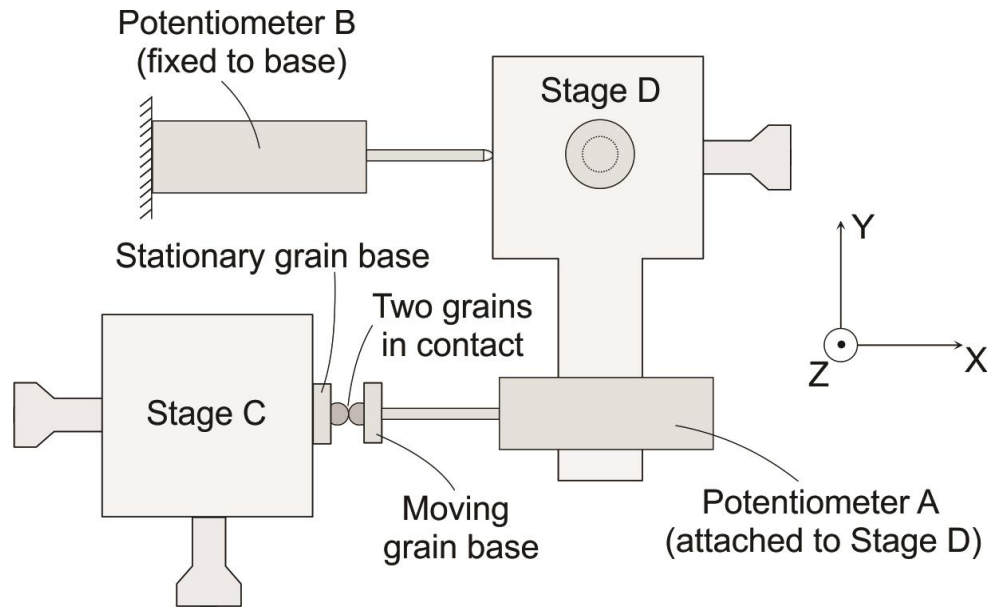 Potentiometer B
(fixed to base)
Stage D
Stationary grain base
Two grains
in contact
Stage C
Y
X
Z
Moving
grain base
Potentiometer A
(attached to Stage D)